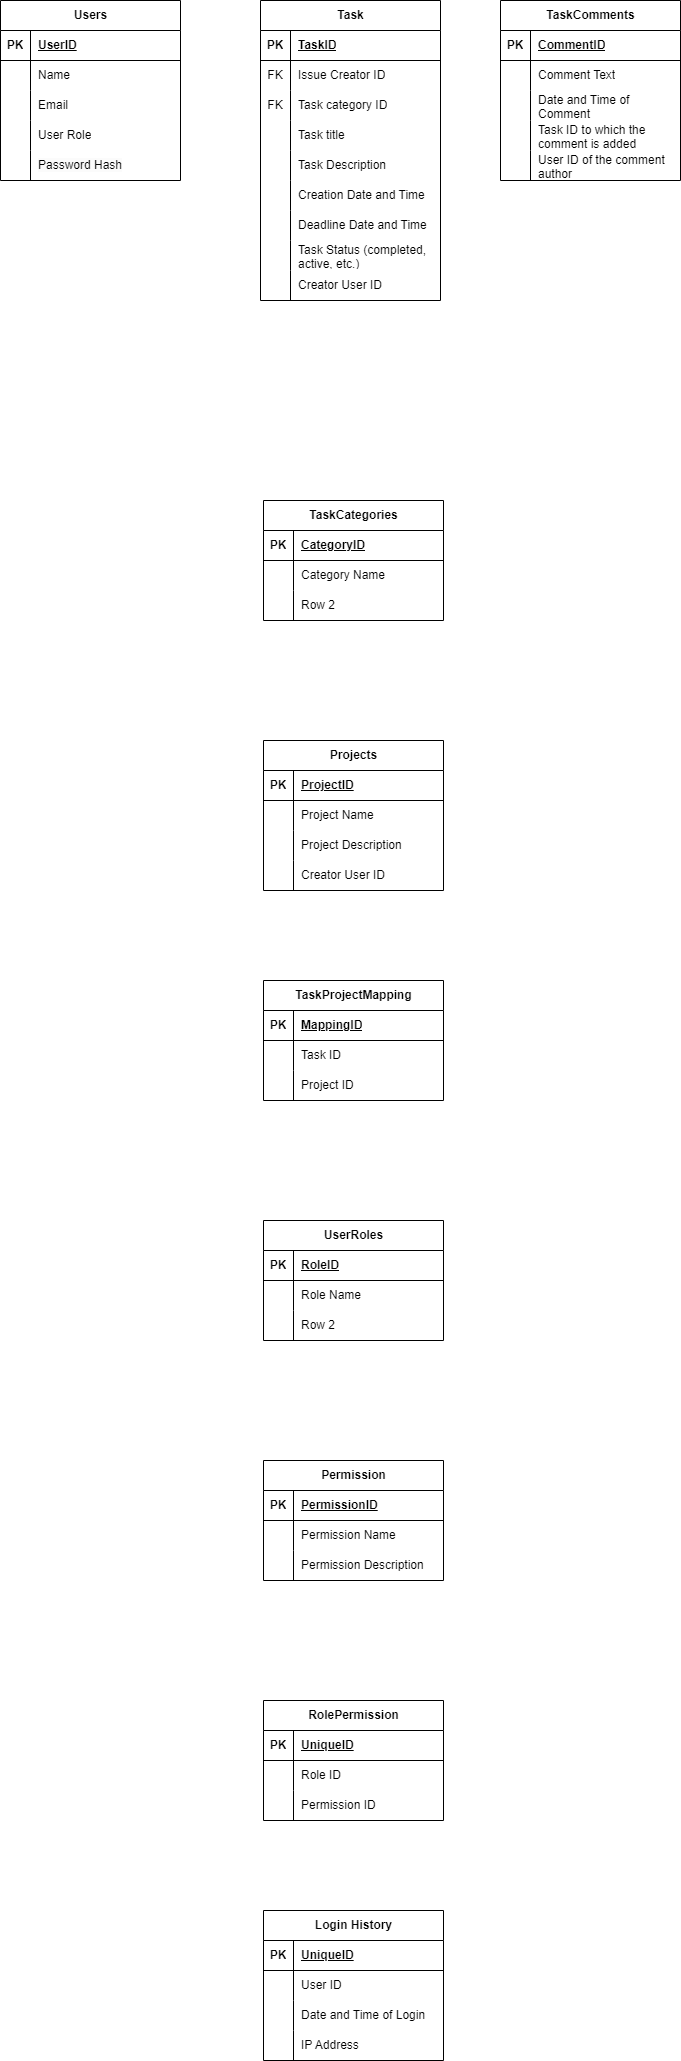 Users
PK UserID
Name
Email
User Role
Password Hash
Task
PK TaskID
FK Issue Creator ID
FK Task category ID
Task title
Task Description
Creation Date and Time
Deadline Date and Time
Task Status (completed,
active, etc.)
Creator User ID
TaskComments
PK CommentID
Comment Text
Date and Time of
Comment
Task ID to which the
comment is added
User ID of the comment
author
TaskCategories
PK CategoryID
Category Name
Row 2
Projects
PK ProjectID
Project Name
Project Description
Creator User ID
TaskProjectMapping
PK MappingID
Task ID
Project ID
UserRoles
PK RoleID
Role Name
Row 2
Permission
PK PermissionID
Permission Name
Permission Description
RolePermission
PK UniqueID
Role ID
Permission ID
Login History
PK UniqueID
User ID
Date and Time of Login
IP Address